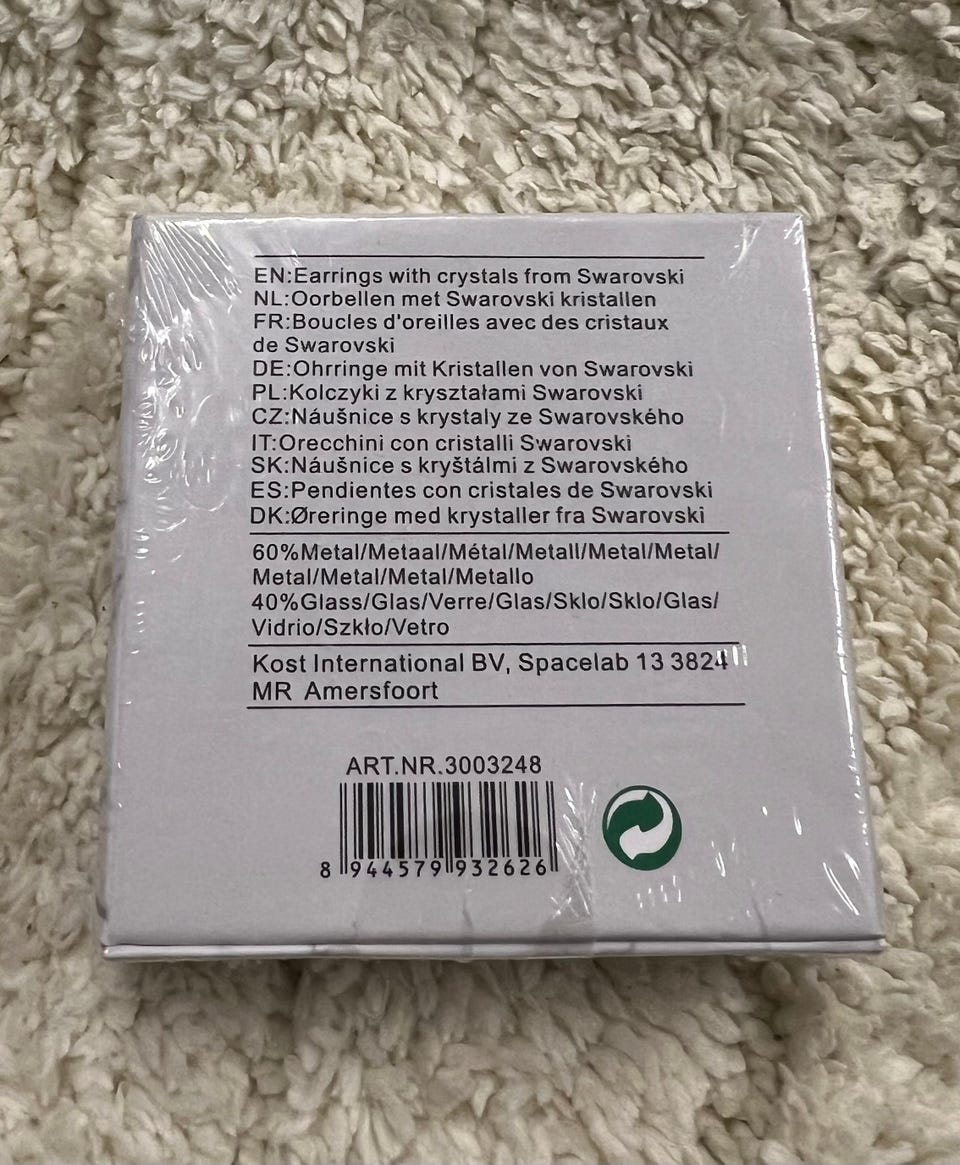 EN:Earrings with crystals from Swarovski
NL:Oorbellen met Swarovski kristallen
FR:Boucles d'oreilles avec des cristaux
de Swarovski
DE:Ohrringe mit Kristallen von Swarovski
PL:Kolczyki z kryształami Swarovski
CZ:Náušnice s krystaly ze Swarovského
IT:Orecchini con cristalli Swarovski
SK:Náušnice s kryštálmi z Swarovského
ES:Pendientes con cristales de Swarovski
DK:Øreringe med krystaller fra Swarovski
60%Metal/Metaal/Métal/Metall/Metal/Metal/
Metal/Metal/Metal/Metallo
40%Glass/Glas/Verre/Glas/Sklo/Sklo/Glas/
Vidrio/Szkło/Vetro
Kost International BV, Spacelab 13 3824
MR Amersfoort
ART.NR.3003248
8 944579 932626